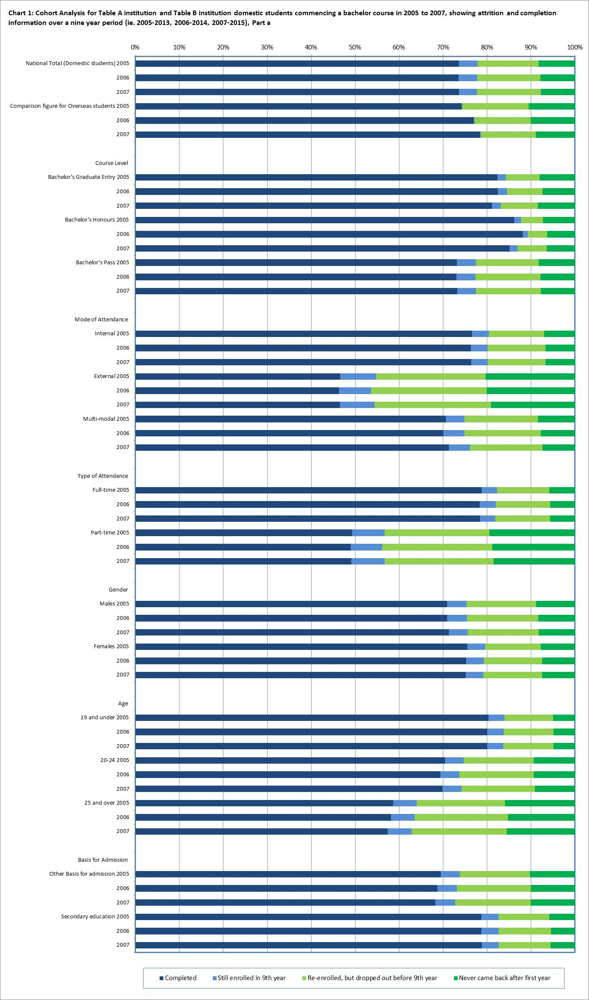 Chart 1: Cohort Analysis for Table A institution and Table B institution domestic students commencing a bachelor course in 2005 to 2007, showing attrition and completion
information over a nine year period (ie. 2005-2013, 2006-2014, 2007-2015), Part a
0% 10% 20% 30% 40% 50% 60% 70% 80% 90% 100%
National Total (Domestic students) 2005
2006
2007
Comparison figure for Overseas students 2005
2006
2007
Course Level
Bachelor's Graduate Entry 2005
2006
2007
Bachelor's Honours 2005
2006
2007
Bachelor's Pass 2005
2006
2007
Mode of Attendance
Internal 2005
2006
2007
External 2005
2006
2007
Multi-modal 2005
2006
2007
Type of Attendance
Full-time 2005
2006
2007
Part-time 2005
2006
2007
Gender
Males 2005
2006
2007
Females 2005
2006
2007
Age
19 and under 2005
2006
2007
20-24 2005
2006
2007
25 and over 2005
2006
2007
Basis for Admission
Other Basis for admission 2005
2006
2007
Secondary education 2005
2006
2007
Completed Still enrolled in 9th year Re-enrolled, but dropped out before 9th year Never came back after first year